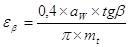 ε_β = (0,4 * a_W * tgβ) / (π * m_t)